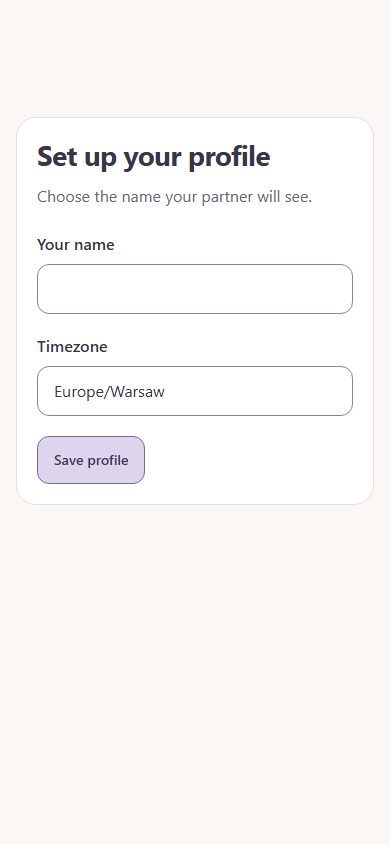 Set up your profile
Choose the name your partner will see.
Your name
Timezone
Europe/Warsaw
Save profile